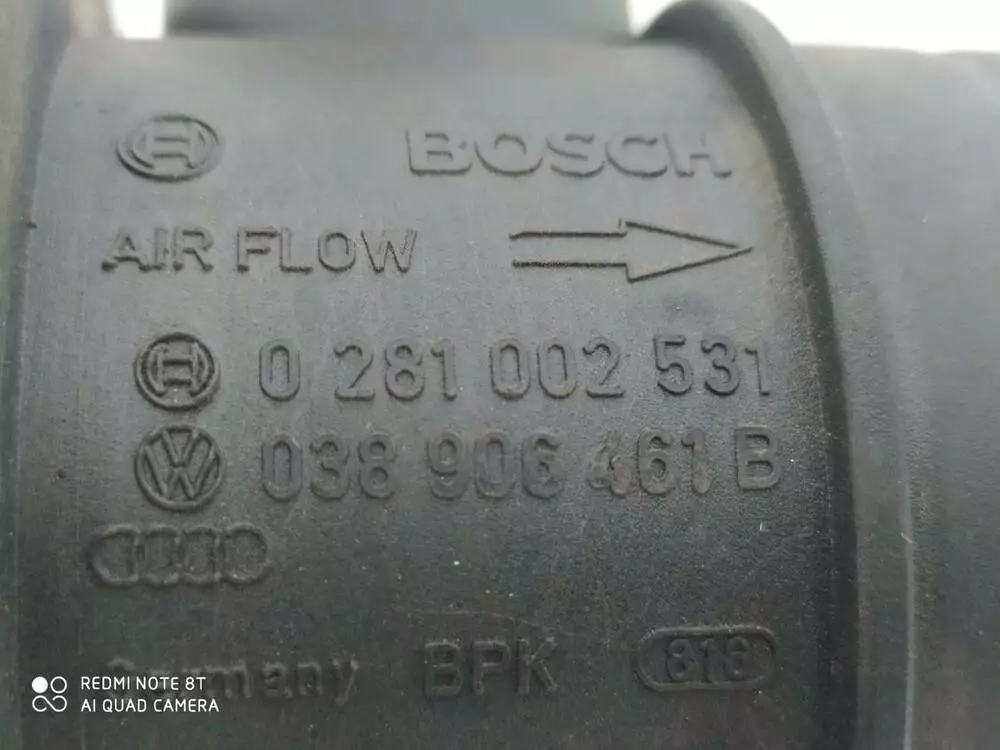 BOSCH
AIR FLOW
0 281 002 531
038 906 461 B
Germany BPK 818
REDMI NOTE 8T
AI QUAD CAMERA